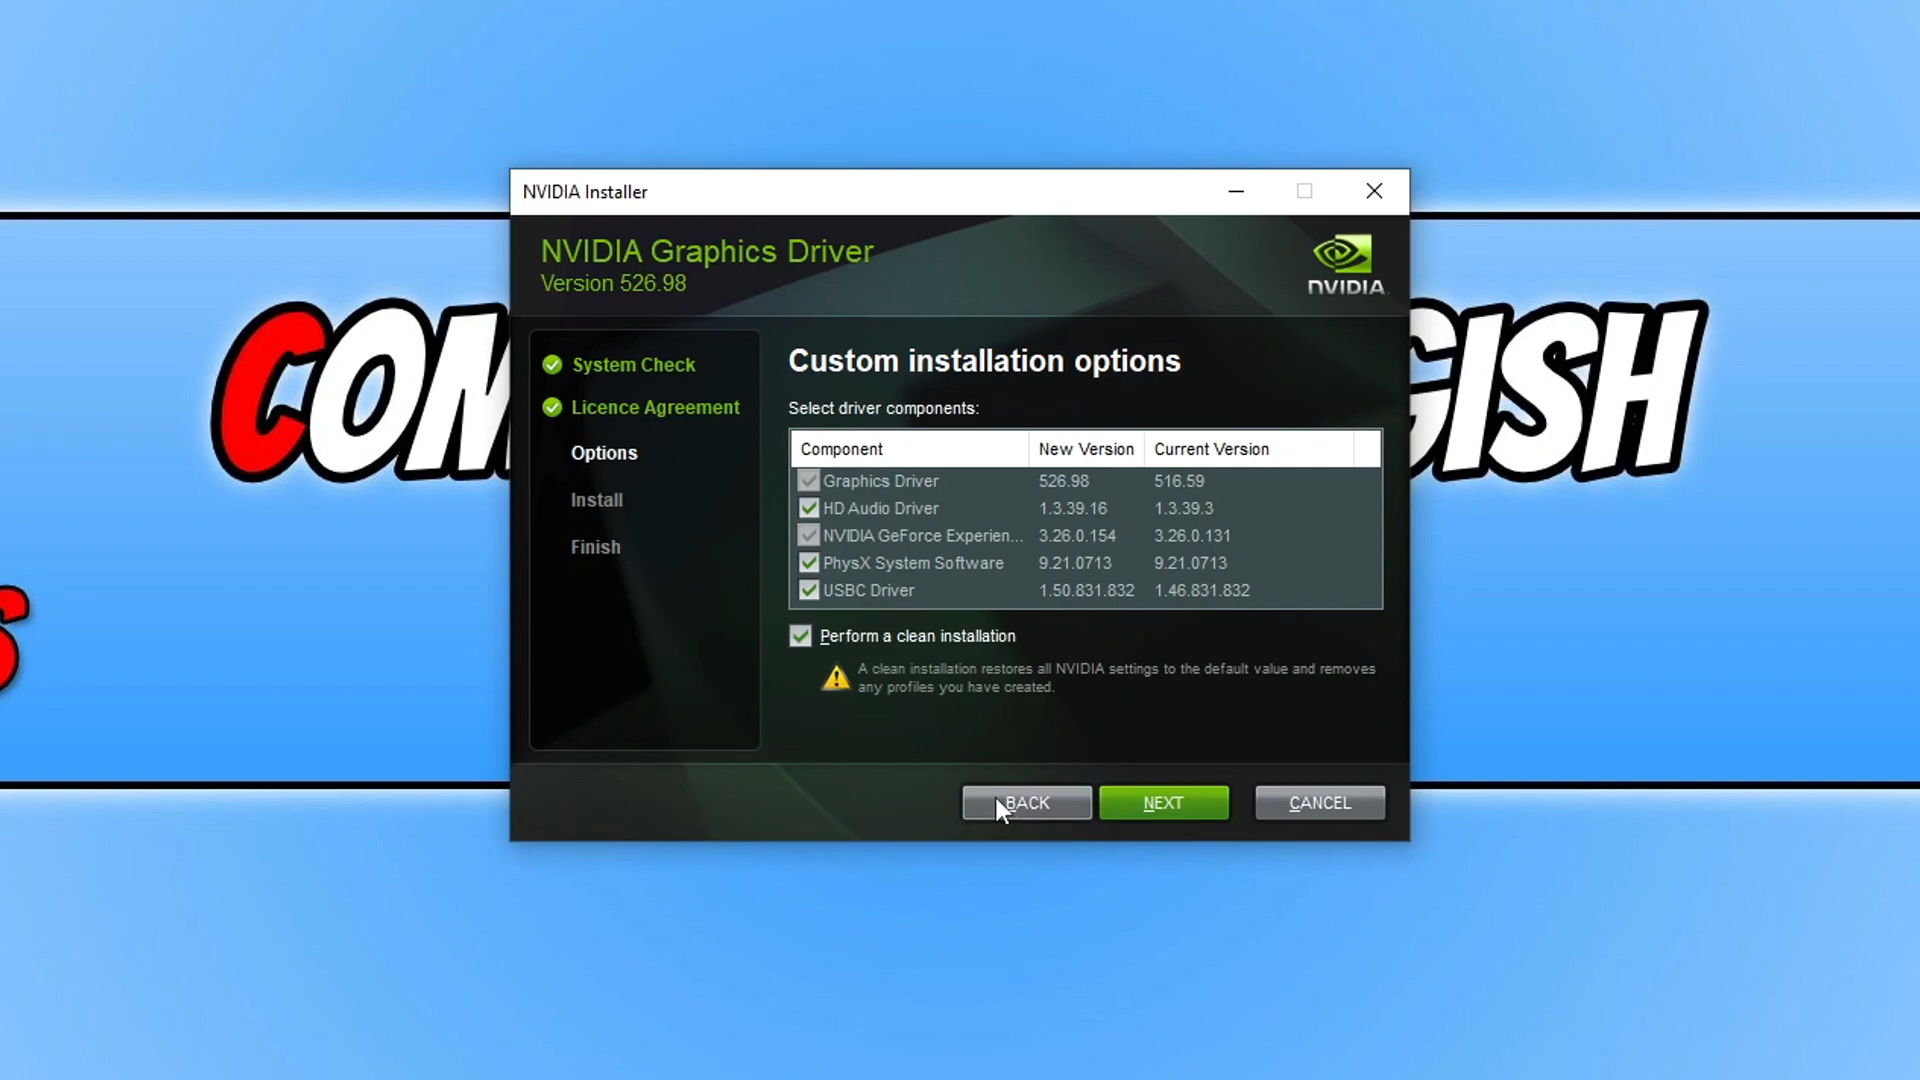 NVIDIA Installer
NVIDIA Graphics Driver
Version 526.98
NVIDIA
System Check
Licence Agreement
Options
Install
Finish
Custom installation options
Select driver components:
Component New Version Current Version
Graphics Driver 526.98 516.59
HD Audio Driver 1.3.39.16 1.3.39.3
NVIDIA GeForce Experien... 3.26.0.154 3.26.0.131
PhysX System Software 9.21.0713 9.21.0713
USBC Driver 1.50.831.832 1.46.831.832
Perform a clean installation
A clean installation restores all NVIDIA settings to the default value and removes
any profiles you have created.
BACK NEXT CANCEL
COM GISH